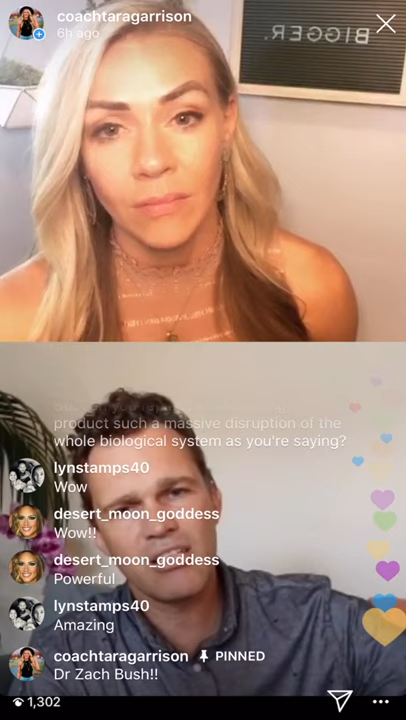 coachtaragarrison
6h ago
BIGGER.
product such a massive disruption of the
whole biological system as you're saying?
lynstamps40
Wow
desert_moon_goddess
Wow!!
desert_moon_goddess
Powerful
lynstamps40
Amazing
coachtaragarrison PINNED
Dr Zach Bush!!
1,302